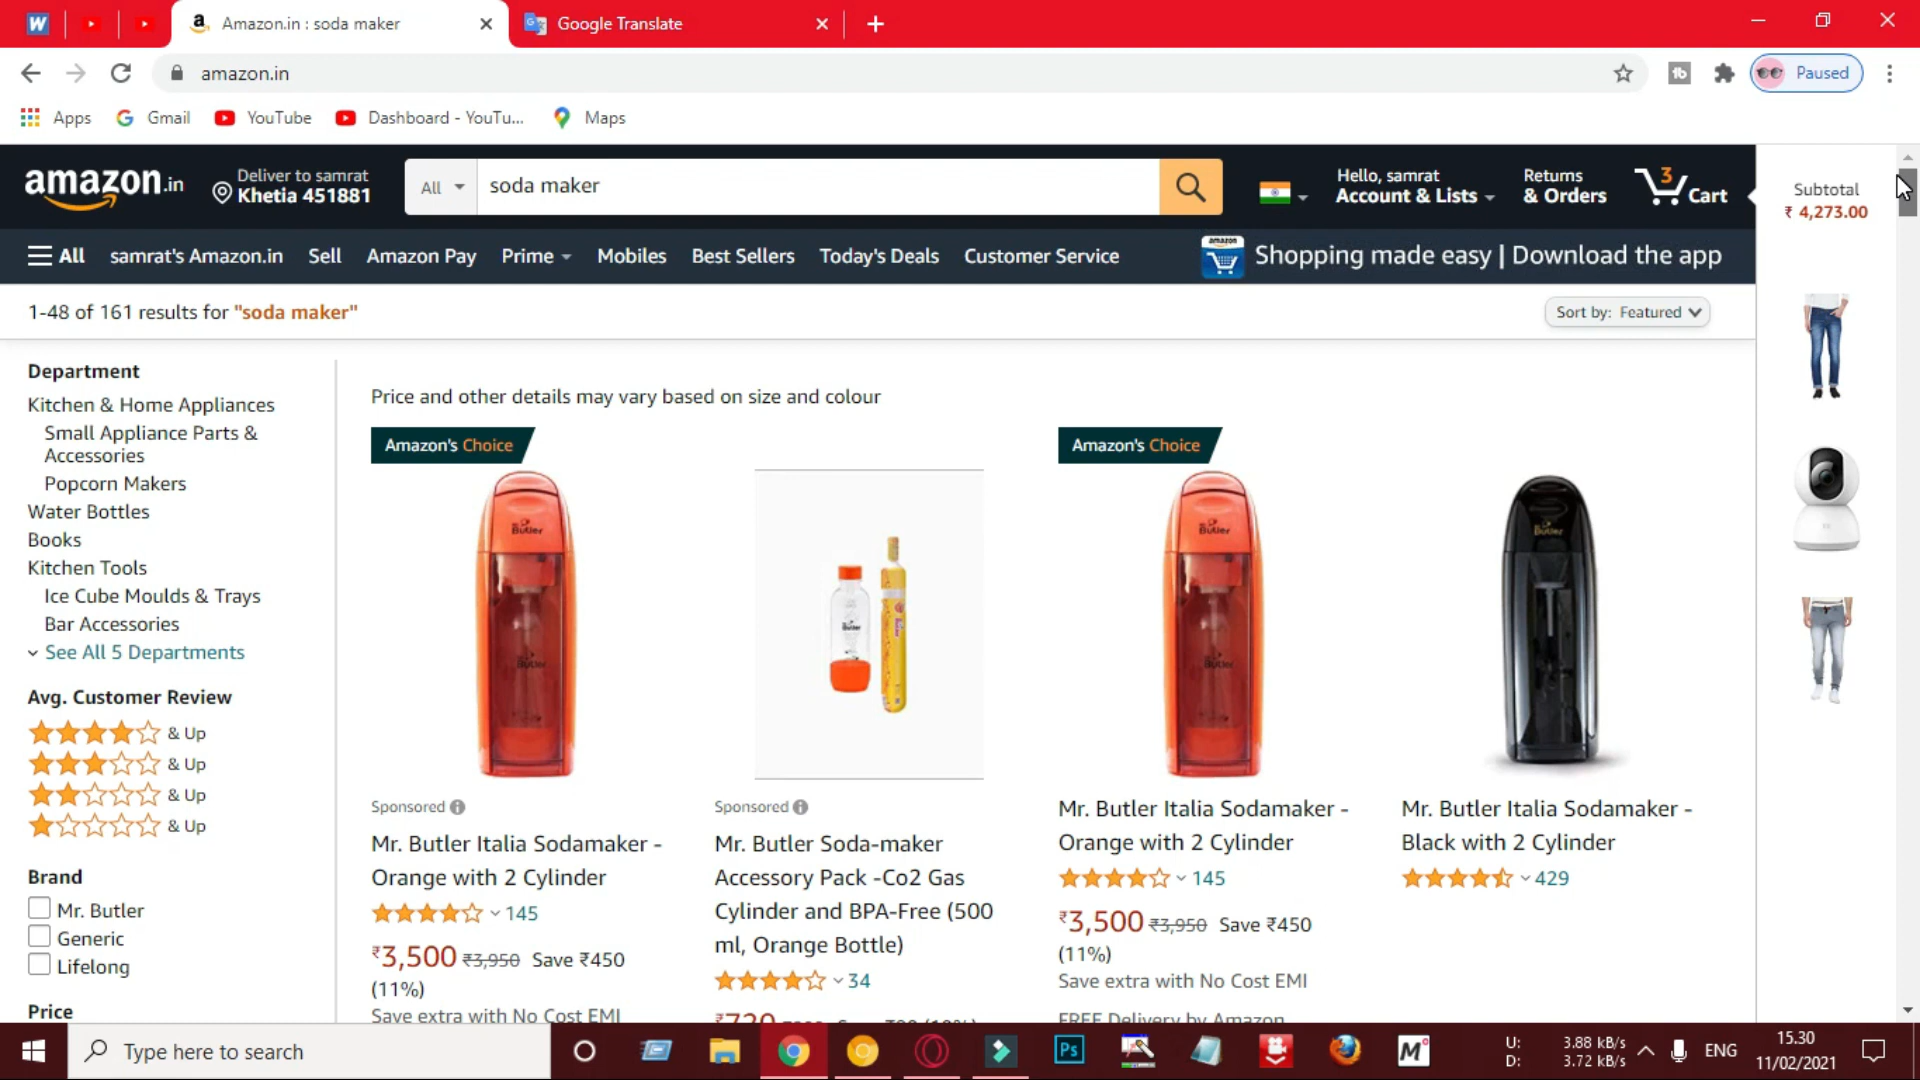 Amazon.in : soda maker
Google Translate
amazon.in
Paused
Apps
Gmail
YouTube
Dashboard - YouTu...
Maps
amazon.in
Deliver to samrat
Khetia 451881
All
soda maker
Hello, samrat
Account & Lists
Returns
& Orders
3
Cart
Subtotal
₹ 4,273.00
All
samrat's Amazon.in
Sell
Amazon Pay
Prime
Mobiles
Best Sellers
Today's Deals
Customer Service
amazon
Shopping made easy | Download the app
1-48 of 161 results for "soda maker"
Sort by: Featured
Department
Kitchen & Home Appliances
Small Appliance Parts &
Accessories
Popcorn Makers
Water Bottles
Books
Kitchen Tools
Ice Cube Moulds & Trays
Bar Accessories
See All 5 Departments
Avg. Customer Review
& Up
& Up
& Up
& Up
Brand
Mr. Butler
Generic
Lifelong
Price
Price and other details may vary based on size and colour
Amazon's Choice
Butler
Butler
Sponsored
Mr. Butler Italia Sodamaker -
Orange with 2 Cylinder
145
₹3,500 ₹3,950 Save ₹450
(11%)
Save extra with No Cost EMI
Butler
Sponsored
Mr. Butler Soda-maker
Accessory Pack -Co2 Gas
Cylinder and BPA-Free (500
ml, Orange Bottle)
34
Amazon's Choice
Butler
Butler
Mr. Butler Italia Sodamaker -
Orange with 2 Cylinder
145
₹3,500 ₹3,950 Save ₹450
(11%)
Save extra with No Cost EMI
FREE Delivery by Amazon
Butler
Mr. Butler Italia Sodamaker -
Black with 2 Cylinder
429
Type here to search
Ps
M
U: 3.88 kB/s
D: 3.72 kB/s
ENG
15.30
11/02/2021